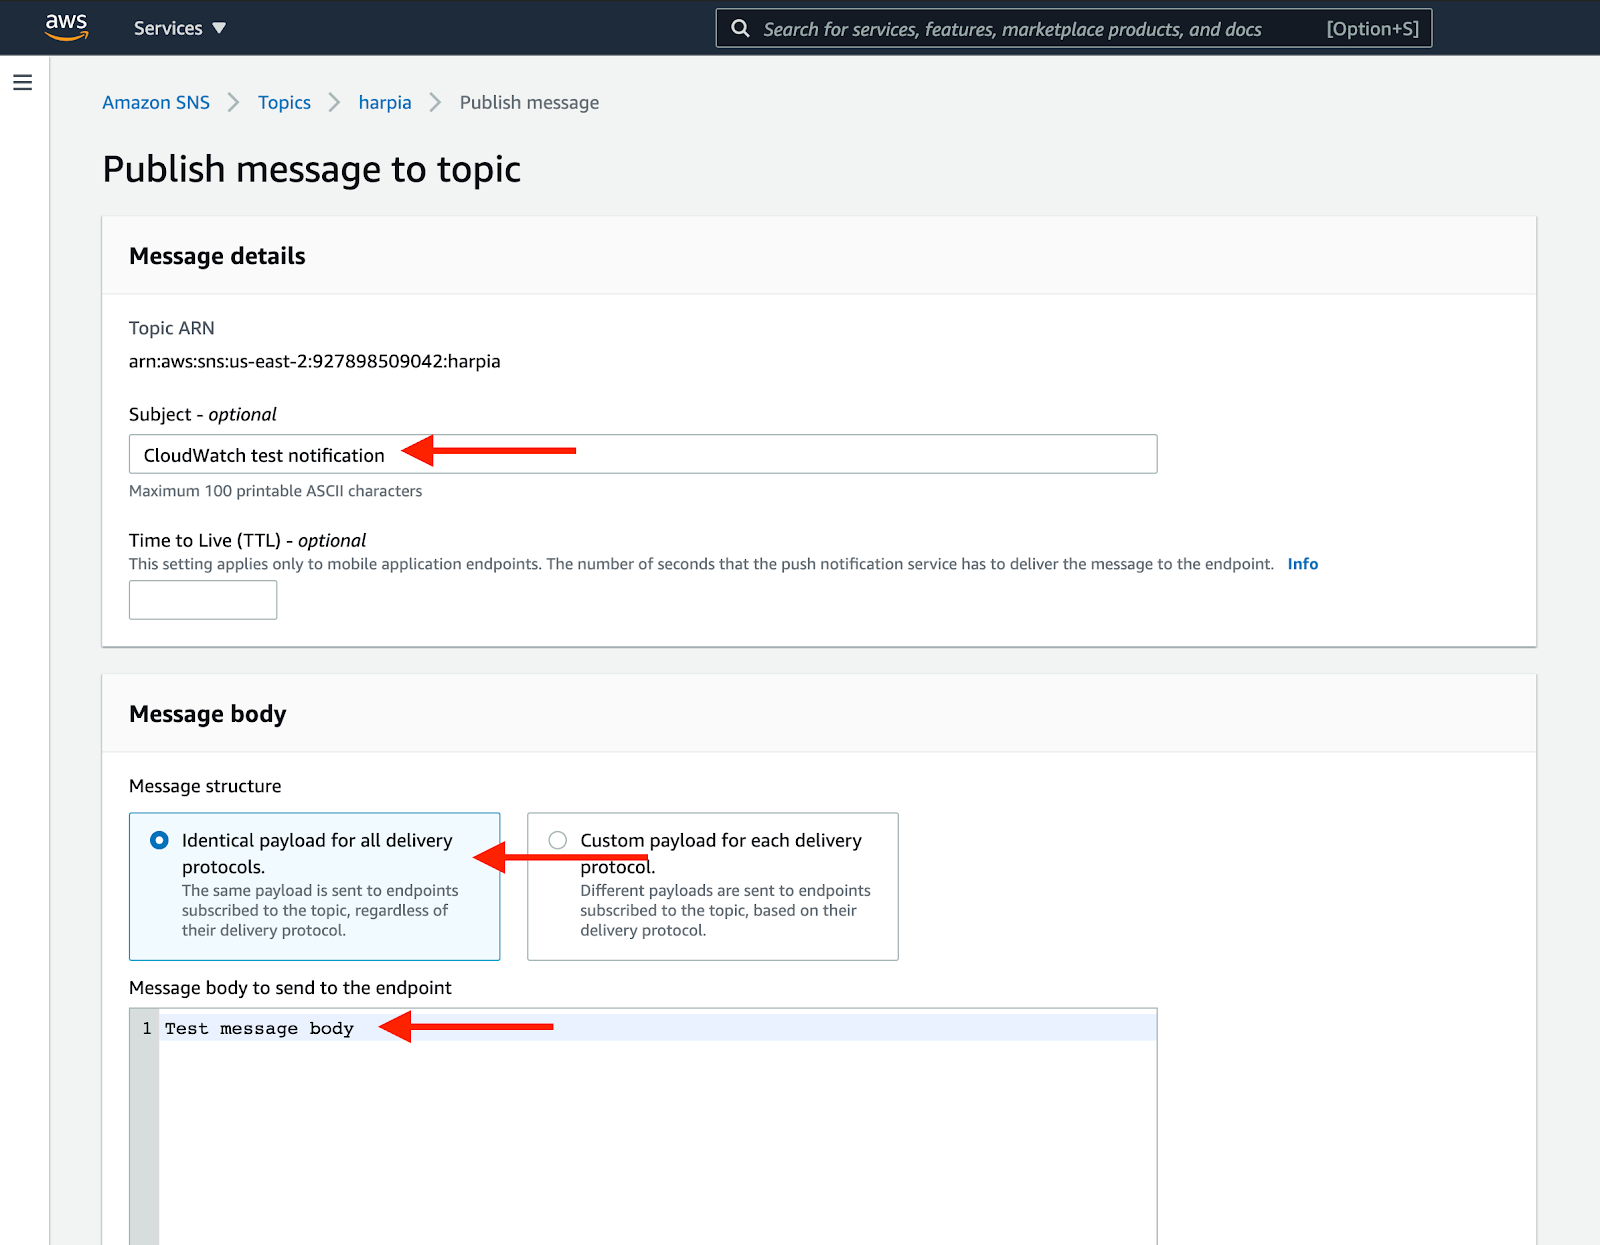 aws
Services ▼
Search for services, features, marketplace products, and docs [Option+S]
Amazon SNS > Topics > harpia > Publish message
Publish message to topic
Message details
Topic ARN
arn:aws:sns:us-east-2:927898509042:harpia
Subject - optional
CloudWatch test notification
Maximum 100 printable ASCII characters
Time to Live (TTL) - optional
This setting applies only to mobile application endpoints. The number of seconds that the push notification service has to deliver the message to the endpoint. Info
Message body
Message structure
Identical payload for all delivery
protocols.
The same payload is sent to endpoints
subscribed to the topic, regardless of
their delivery protocol.
Custom payload for each delivery
protocol.
Different payloads are sent to endpoints
subscribed to the topic, based on their
delivery protocol.
Message body to send to the endpoint
1 Test message body